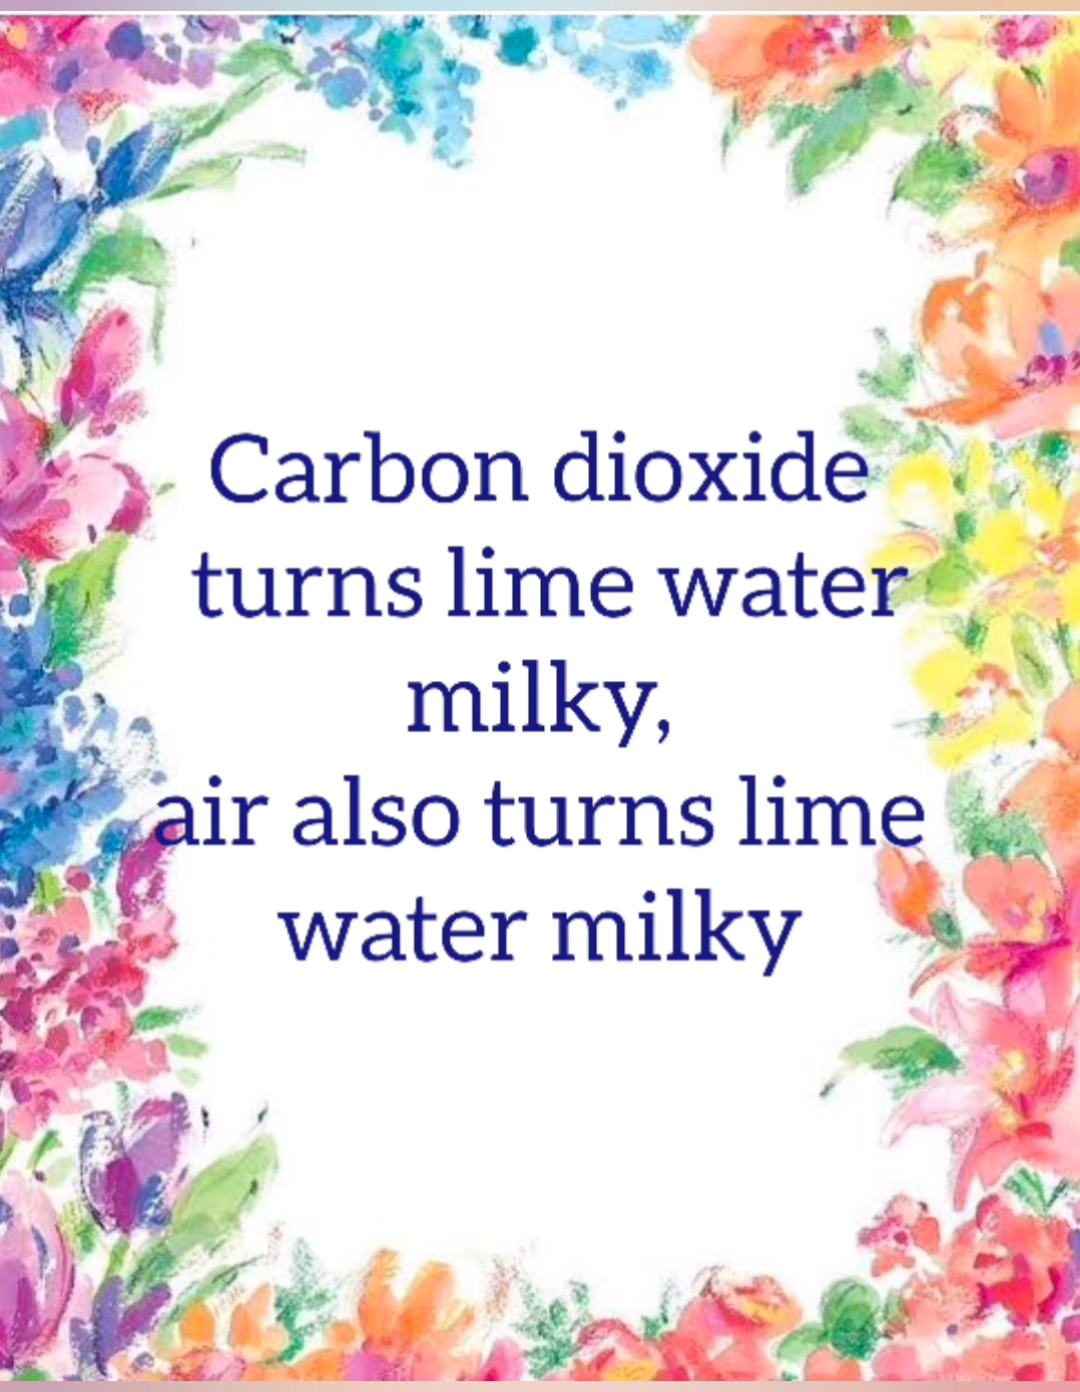 Carbon dioxide
turns lime water
milky,
air also turns lime
water milky